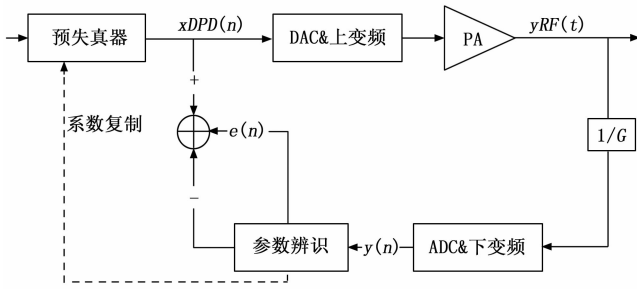 预失真器
xDPD(n)
DAC&上变频
PA
yRF(t)
系数复制
+
e(n)
1/G
−
参数辨识
y(n)
ADC&下变频